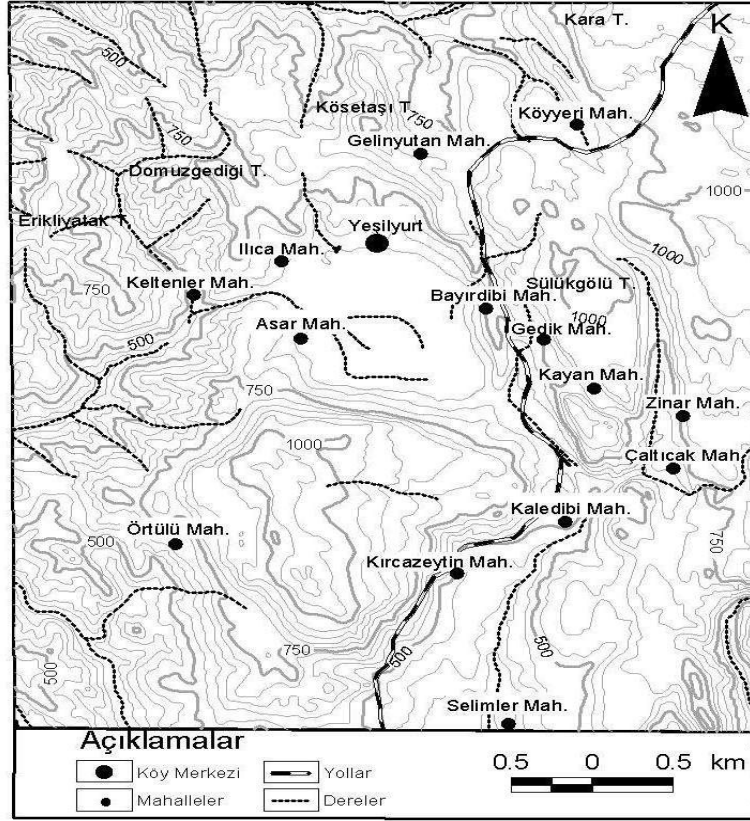 Kara T.
K
500
Kösetaşı T.
750
Köyyeri Mah.
Gelinyutan Mah.
750
Domuzgediği T.
1000
Erikliyatak T.
Yeşilyurt
Ilıca Mah.
1000
Keltenler Mah.
750
Sülükgölü T.
Bayırdibi Mah.
1000
Asar Mah.
Gedik Mah.
500
Kayan Mah.
750
Zinar Mah.
1000
Çaltıcak Mah.
Kaledibi Mah.
Örtülü Mah.
500
750
Kırcazeytin Mah.
750
500
500
500
Selimler Mah.
Açıklamalar
Köy Merkezi
Yollar
Mahalleler
Dereler
0.5 0 0.5 km